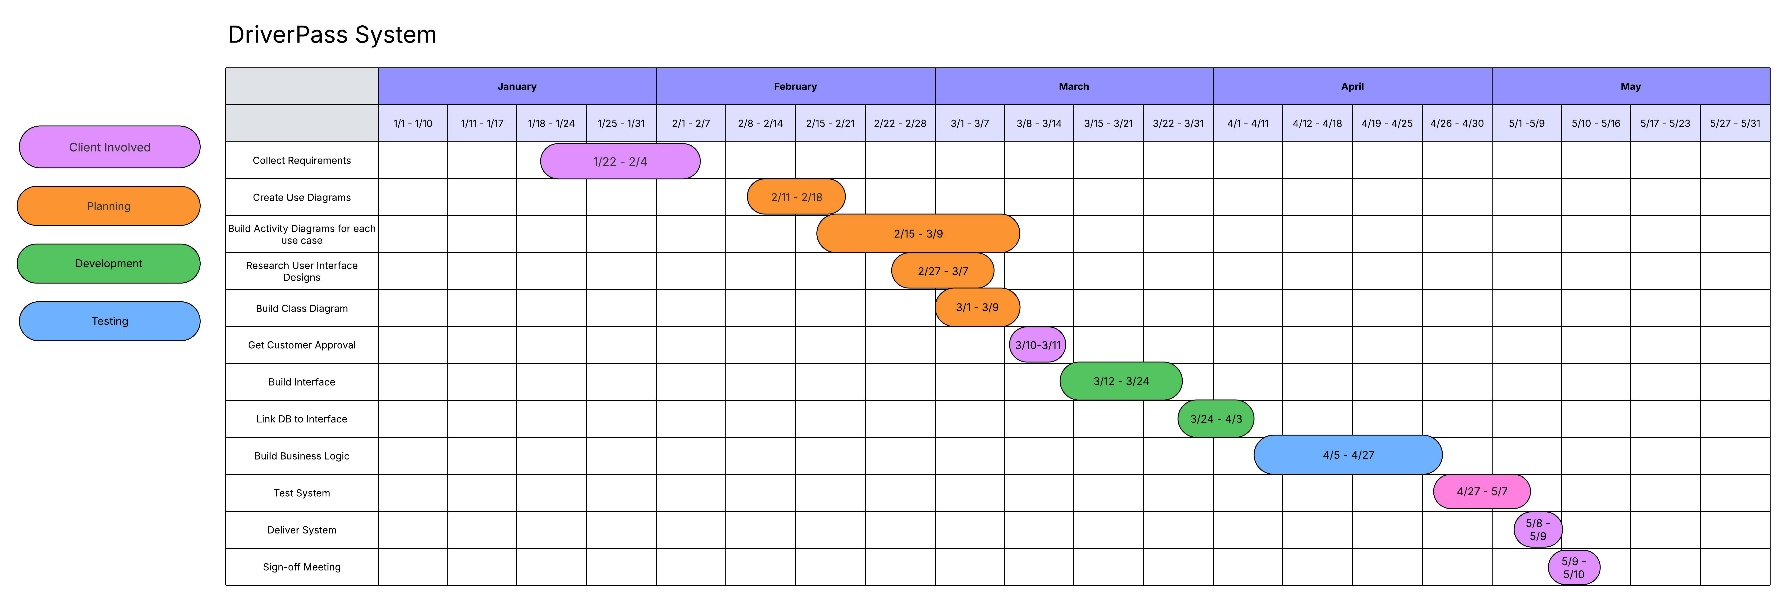 DriverPass System
January February March April May
1/1 - 1/10 1/11 - 1/17 1/18 - 1/24 1/25 - 1/31 2/1 - 2/7 2/8 - 2/14 2/15 - 2/21 2/22 - 2/28 3/1 - 3/7 3/8 - 3/14 3/15 - 3/21 3/22 - 3/31 4/1 - 4/11 4/12 - 4/18 4/19 - 4/25 4/26 - 4/30 5/1 -5/9 5/10 - 5/16 5/17 - 5/23 5/27 - 5/31
Client Involved
Planning
Development
Testing
Collect Requirements 1/22 - 2/4
Create Use Diagrams 2/11 - 2/18
Build Activity Diagrams for each
use case
2/15 - 3/9
Research User Interface
Designs
2/27 - 3/7
Build Class Diagram 3/1 - 3/9
Get Customer Approval 3/10-3/11
Build Interface 3/12 - 3/24
Link DB to Interface 3/24 - 4/3
Build Business Logic 4/5 - 4/27
Test System 4/27 - 5/7
Deliver System
5/8 -
5/9
Sign-off Meeting
5/9 -
5/10